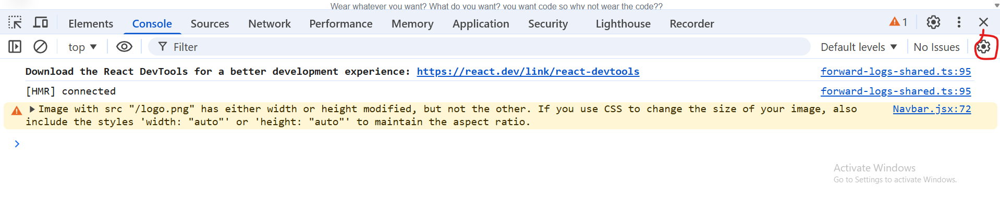 Wear whatever you want? What do you want? you want code so why not wear the code??
Elements Console Sources Network Performance Memory Application Security Lighthouse Recorder 1
top Filter Default levels No Issues
Download the React DevTools for a better development experience: https://react.dev/link/react-devtools forward-logs-shared.ts:95
[HMR] connected forward-logs-shared.ts:95
Image with src "/logo.png" has either width or height modified, but not the other. If you use CSS to change the size of your image, also Navbar.jsx:72
include the styles 'width: "auto"' or 'height: "auto"' to maintain the aspect ratio.
Activate Windows
Go to Settings to activate Windows.